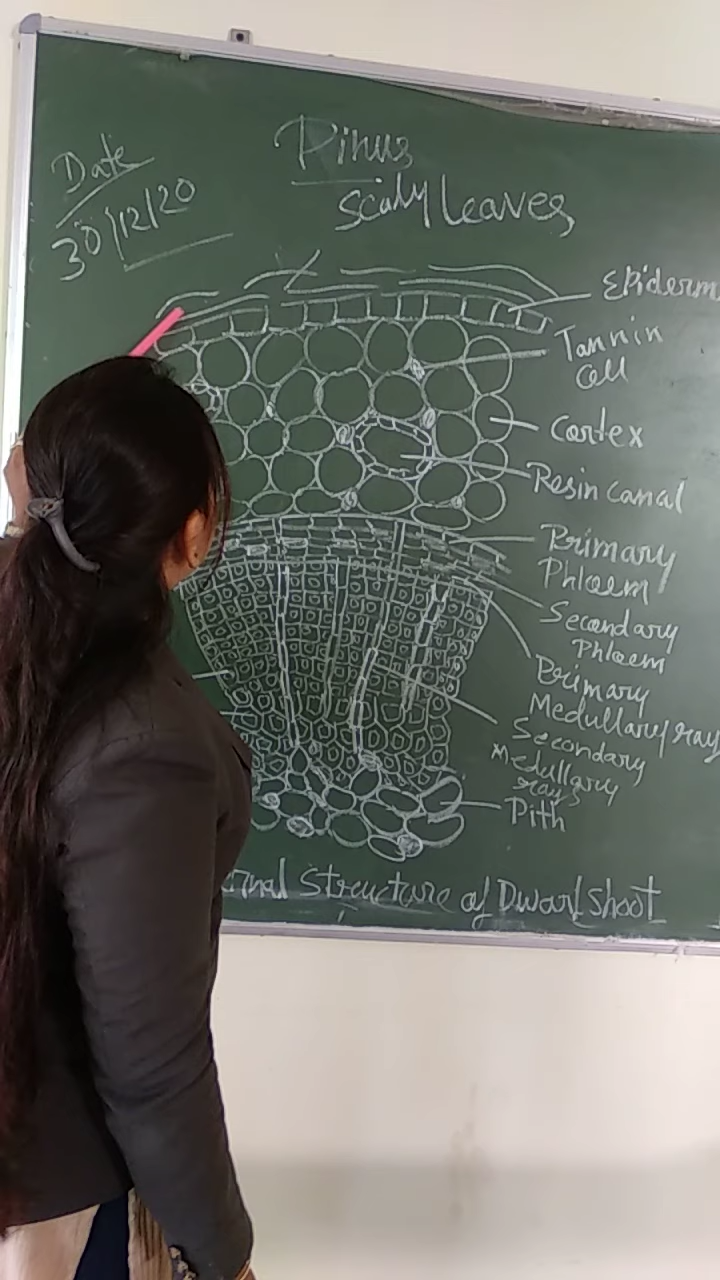 Date
30/12/20
Pinus
Scaly Leaves
Epiderm
Tannin
Cell
Cortex
Resin canal
Primary
Phloem
Secondary
Phloem
Primary
Medullary ray
Secondary
Medullary
rays
Pith
rnal Structure of Dwarf Shoot